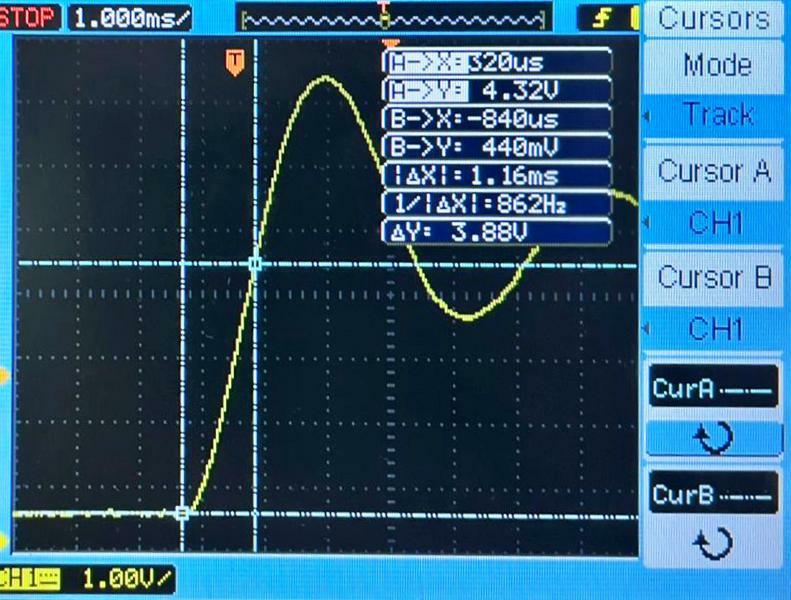 STOP 1.000ms/
T
T
Cursors
Mode
Track
Cursor A
CH1
Cursor B
CH1
CurA
CurB
A->X:320us
A->Y: 4.32V
B->X:-840us
B->Y: 440mV
|ΔX|:1.16ms
1/|ΔX|:862Hz
ΔY: 3.88V
CH1 1.00V/